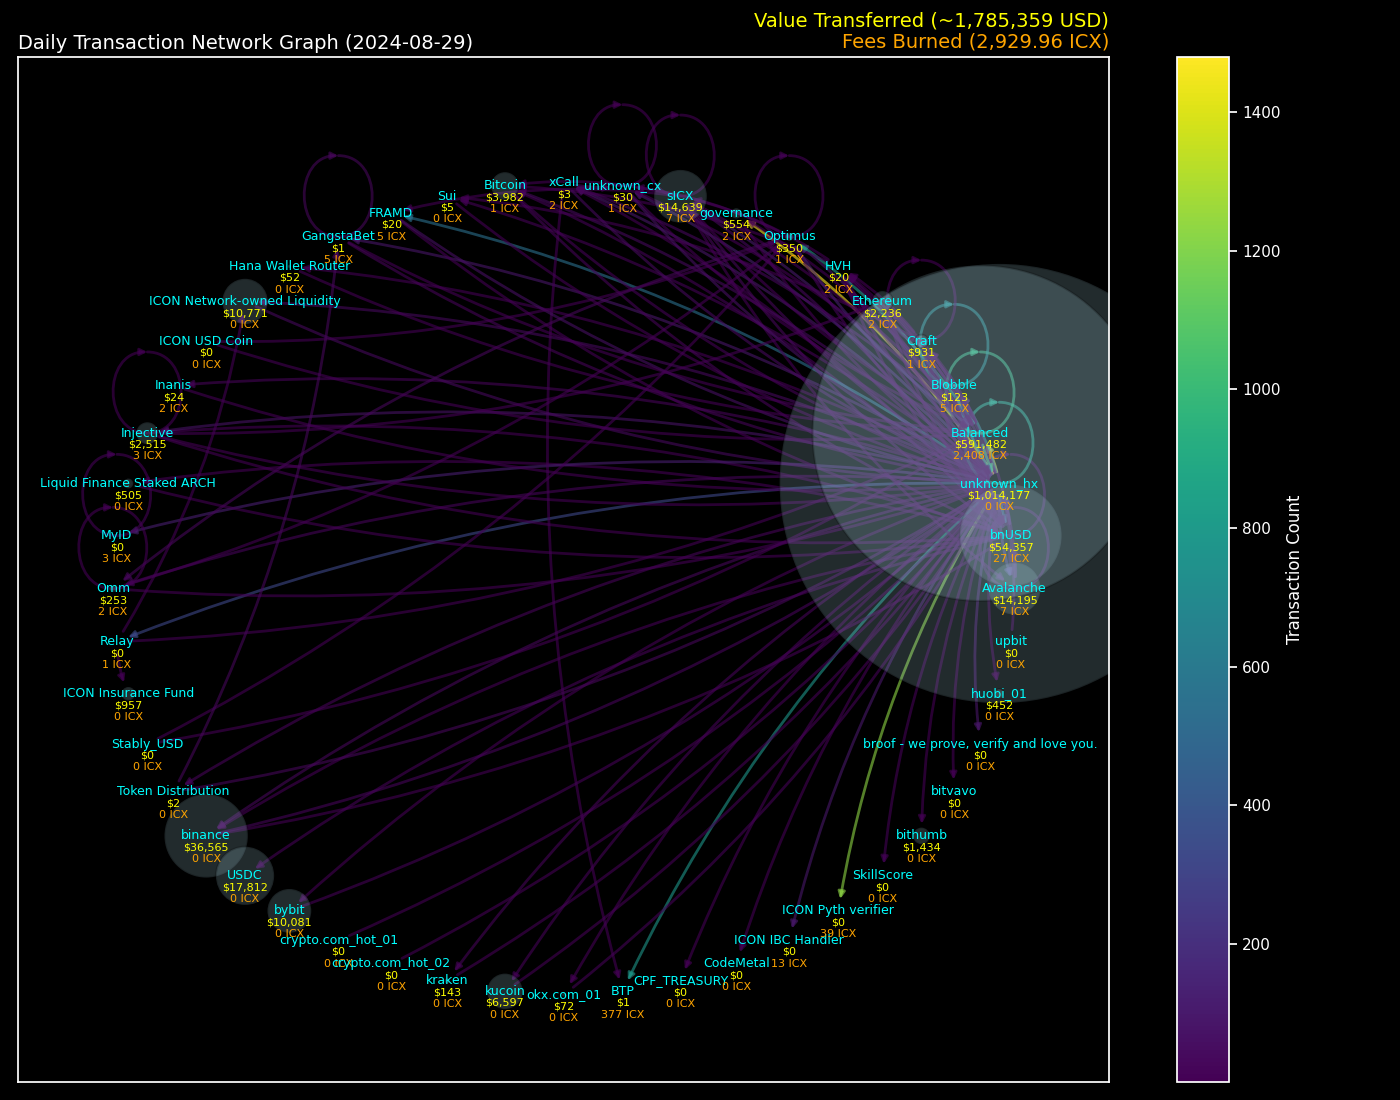 Value Transferred (~1,785,359 USD)
Daily Transaction Network Graph (2024-08-29)
Fees Burned (2,929.96 ICX)
Bitcoin
$3,982
1 ICX
xCall
$3
2 ICX
unknown_cx
$30
1 ICX
sICX
$14,639
7 ICX
Sui
$5
0 ICX
FRAMD
$20
5 ICX
governance
$554
2 ICX
GangstaBet
$1
5 ICX
Optimus
$350
1 ICX
Hana Wallet Router
$52
0 ICX
HVH
$20
2 ICX
ICON Network-owned Liquidity
$10,771
0 ICX
Ethereum
$2,236
2 ICX
ICON USD Coin
$0
0 ICX
Craft
$931
1 ICX
Inanis
$24
2 ICX
Blobble
$123
5 ICX
Injective
$2,515
3 ICX
Balanced
$591,482
2,408 ICX
Liquid Finance Staked ARCH
$505
0 ICX
unknown_hx
$1,014,177
0 ICX
MyID
$0
3 ICX
bnUSD
$54,357
27 ICX
Omm
$253
2 ICX
Avalanche
$14,195
7 ICX
Relay
$0
1 ICX
upbit
$0
0 ICX
ICON Insurance Fund
$957
0 ICX
huobi_01
$452
0 ICX
Stably_USD
$0
0 ICX
broof - we prove, verify and love you.
$0
0 ICX
Token Distribution
$2
0 ICX
bitvavo
$0
0 ICX
binance
$36,565
0 ICX
bithumb
$1,434
0 ICX
USDC
$17,812
0 ICX
SkillScore
$0
0 ICX
bybit
$10,081
0 ICX
ICON Pyth verifier
$0
39 ICX
crypto.com_hot_01
$0
0 ICX
ICON IBC Handler
$0
13 ICX
crypto.com_hot_02
$0
0 ICX
CodeMetal
$0
0 ICX
kraken
$143
0 ICX
CPF_TREASURY
$0
0 ICX
kucoin
$6,597
0 ICX
okx.com_01
$72
0 ICX
BTP
$1
377 ICX
1400
1200
1000
800
600
400
200
Transaction Count